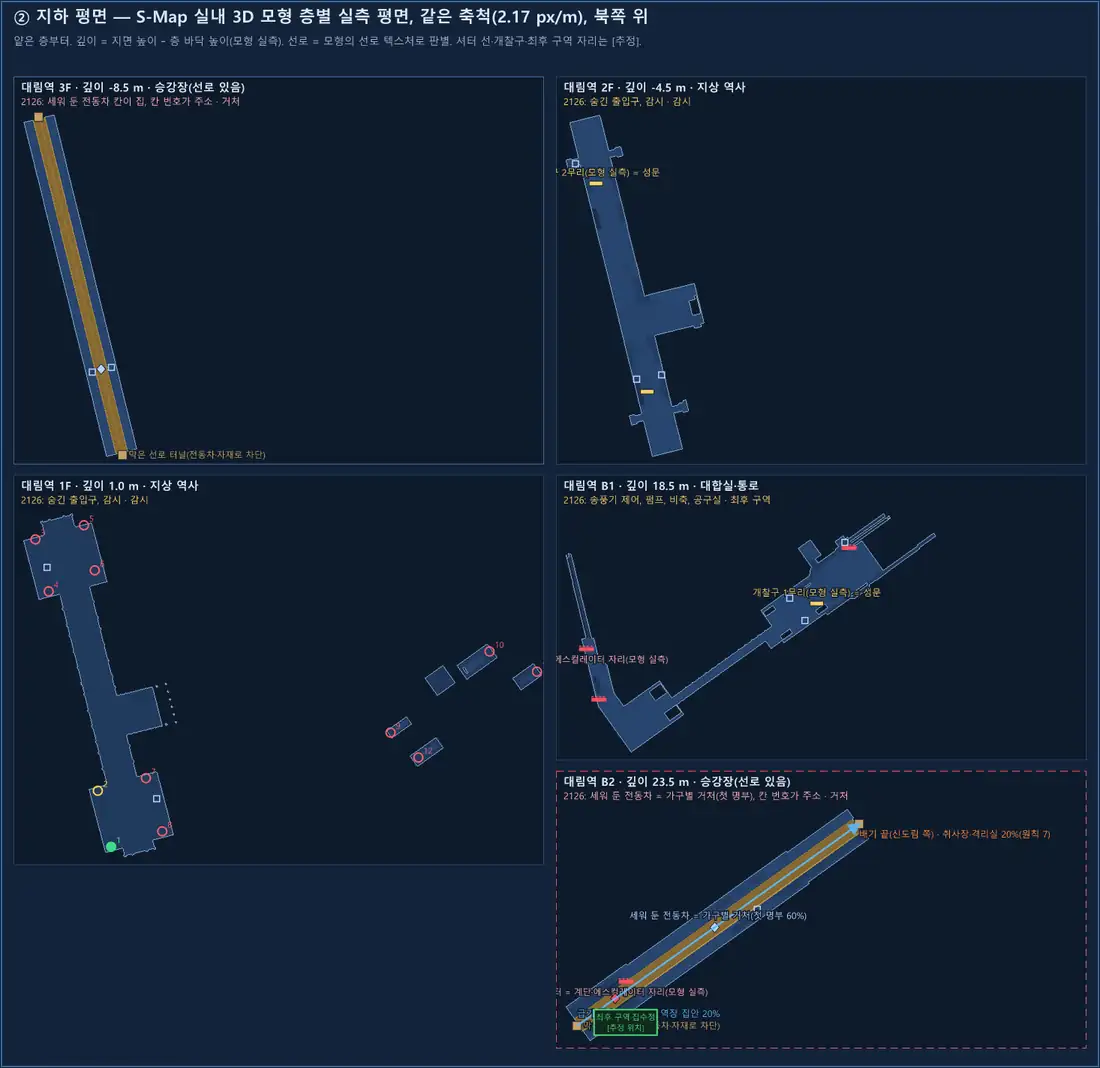 ② 지하 평면 — S-Map 실내 3D 모형 층별 실측 평면, 같은 축척(2.17 px/m), 북쪽 위
얕은 층부터. 깊이 = 지면 높이 - 층 바닥 높이(모형 실측). 선로 = 모형의 선로 텍스처로 판별. 셔터 선·개찰구·최후 구역 자리는 [추정].
대림역 3F · 깊이 -8.5 m · 승강장(선로 있음)
2126: 세워 둔 전동차 칸이 집, 칸 번호가 주소 · 거처
막은 선로 터널(전동차·자재로 차단)
대림역 2F · 깊이 -4.5 m · 지상 역사
2126: 숨긴 출입구, 감시 · 감시
2무리(모형 실측) = 성문
대림역 1F · 깊이 1.0 m · 지상 역사
2126: 숨긴 출입구, 감시 · 감시
5
4
10
9
12
2
1
대림역 B1 · 깊이 18.5 m · 대합실·통로
2126: 송풍기 제어, 펌프, 비축, 공구실 · 최후 구역
개찰구 1무리(모형 실측) = 성문
에스컬레이터 자리(모형 실측)
대림역 B2 · 깊이 23.5 m · 승강장(선로 있음)
2126: 세워 둔 전동차 = 가구별 거처(첫 명부), 칸 번호가 주소 · 거처
배기 끝(신도림 쪽) · 취사장·격리실 20%(원칙 7)
세워 둔 전동차 = 가구별 거처(첫 명부 60%)
터 = 계단·에스컬레이터 자리(모형 실측)
역장 집안 20%
최후 구역 집수정
[추정 위치]
차·자재로 차단)